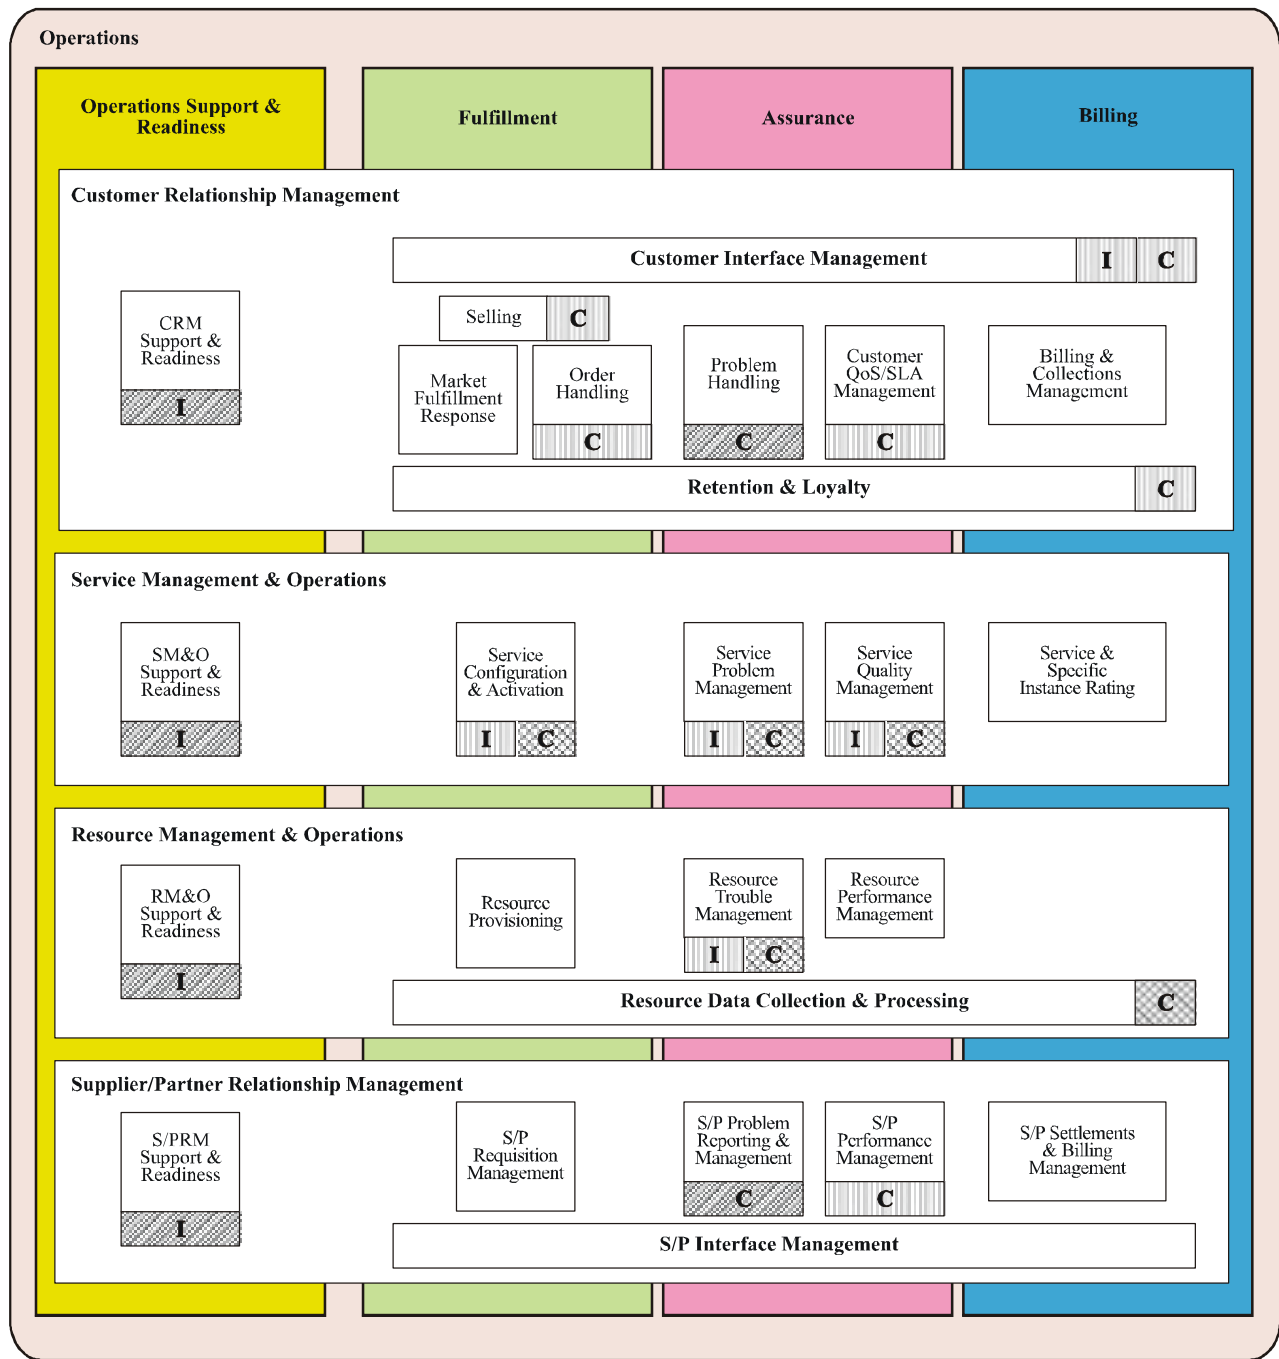 Operations
Operations Support &
Readiness
Fulfillment
Assurance
Billing
Customer Relationship Management
Customer Interface Management
I
C
CRM
Support &
Readiness
I
Selling
C
Market
Fulfillment
Response
Order
Handling
C
Problem
Handling
C
Customer
QoS/SLA
Management
C
Billing &
Collections
Management
Retention & Loyalty
C
Service Management & Operations
SM&O
Support &
Readiness
I
Service
Configuration
& Activation
I
C
Service
Problem
Management
I
C
Service
Quality
Management
I
C
Service &
Specific
Instance Rating
Resource Management & Operations
RM&O
Support &
Readiness
I
Resource
Provisioning
Resource
Trouble
Management
I
C
Resource
Performance
Management
Resource Data Collection & Processing
C
Supplier/Partner Relationship Management
S/PRM
Support &
Readiness
I
S/P
Requisition
Management
S/P Problem
Reporting &
Management
C
S/P
Performance
Management
C
S/P Settlements
& Billing
Management
S/P Interface Management